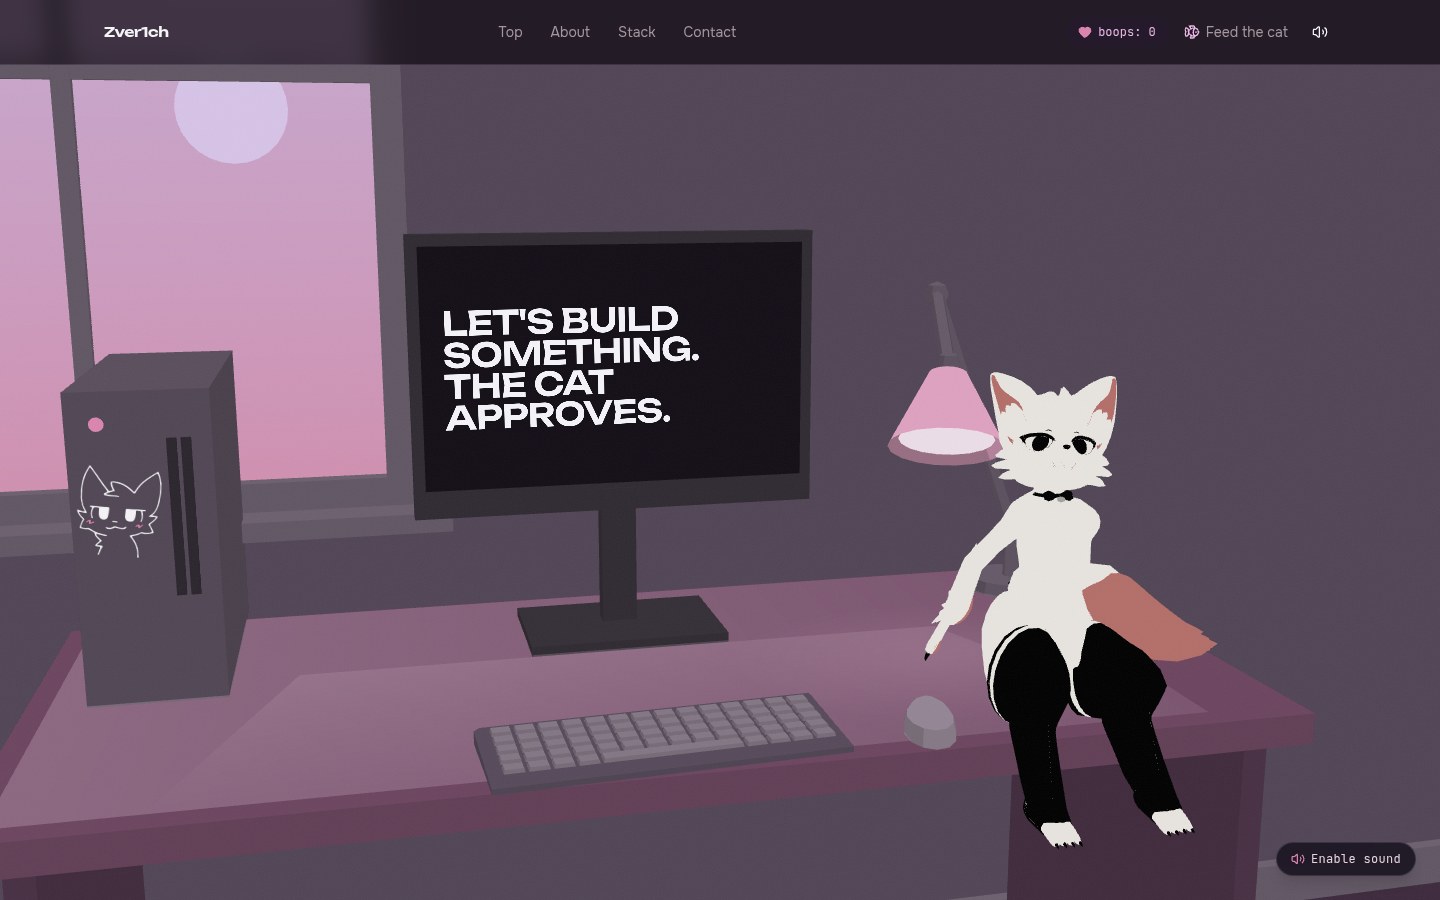 Zver1ch
Top
About
Stack
Contact
boops: 0
Feed the cat
LET'S BUILD
SOMETHING.
THE CAT
APPROVES.
Enable sound